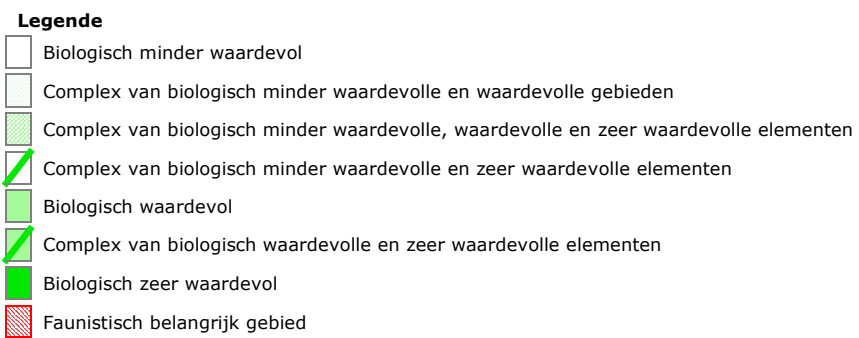 Legende
Biologisch minder waardevol
Complex van biologisch minder waardevolle en waardevolle gebieden
Complex van biologisch minder waardevolle, waardevolle en zeer waardevolle elementen
Complex van biologisch minder waardevolle en zeer waardevolle elementen
Biologisch waardevol
Complex van biologisch waardevolle en zeer waardevolle elementen
Biologisch zeer waardevol
Faunistisch belangrijk gebied